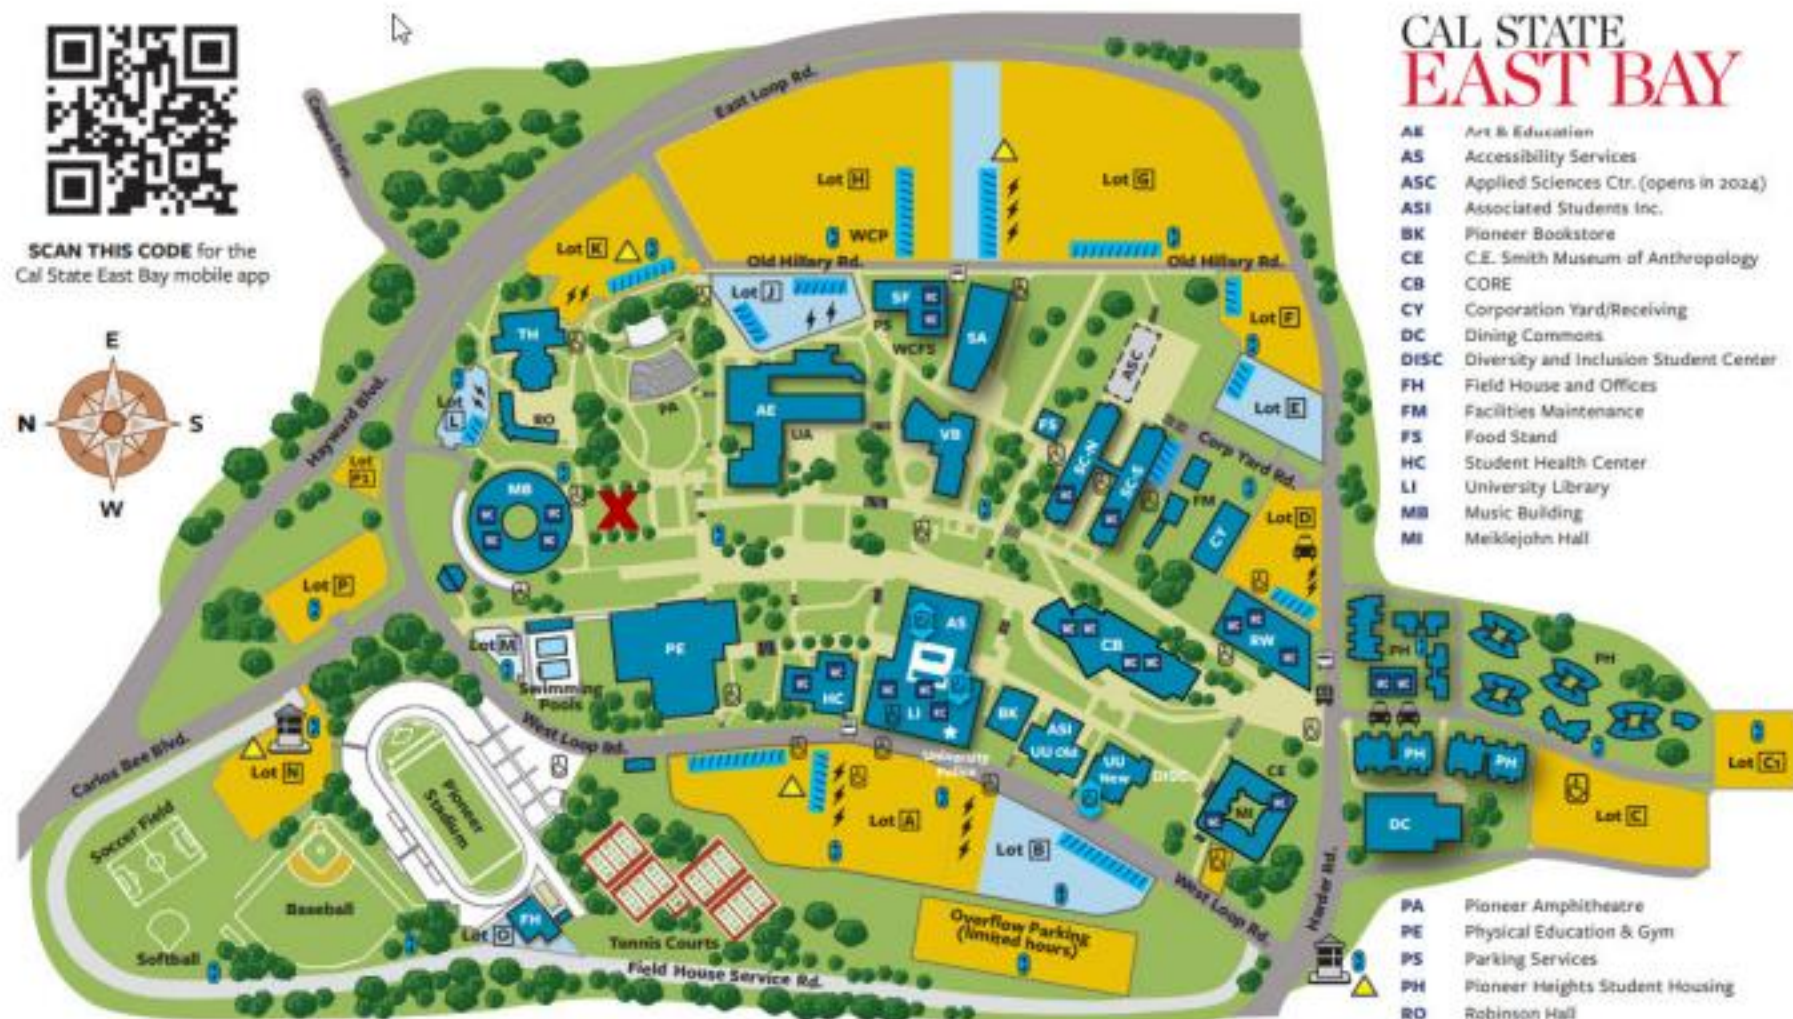 SCAN THIS CODE for the
Cal State East Bay mobile app
E
N
S
W
CAL STATE
EAST BAY
AE Art & Education
AS Accessibility Services
ASC Applied Sciences Ctr. (opens in 2024)
ASI Associated Students Inc.
BK Pioneer Bookstore
CE C.E. Smith Museum of Anthropology
CB CORE
CY Corporation Yard/Receiving
DC Dining Commons
DISC Diversity and Inclusion Student Center
FH Field House and Offices
FM Facilities Maintenance
FS Food Stand
HC Student Health Center
LI University Library
MB Music Building
MI Meiklejohn Hall
PA Pioneer Amphitheatre
PE Physical Education & Gym
PS Parking Services
PH Pioneer Heights Student Housing
RO Robinson Hall
East Loop Rd.
Lot H
Lot G
WCP
Lot K
Old Hillary Rd.
Old Hillary Rd.
Lot J
SF
PS
WCFS
SA
Lot F
TH
ASC
Lot
L
RO
PA
AE
UA
VB
FS
Lot E
SC-N
SC-S
Corp Yard Rd.
Hayward Blvd.
Lot
P1
MB
X
FM
CY
Lot D
Lot P
Lot M
Swimming
Pools
PE
HC
AS
LI
University
Police
BK
ASI
UU Old
UU
New
DISC
CB
RW
PH
PH
PH
PH
CE
MI
DC
Lot C1
Lot C
Carlos Bee Blvd.
West Loop Rd.
Lot N
Pioneer
Stadium
Soccer Field
Baseball
Softball
Lot O
FH
Tennis Courts
Lot A
Lot B
Overflow Parking
(limited hours)
West Loop Rd.
Harder Rd.
Field House Service Rd.